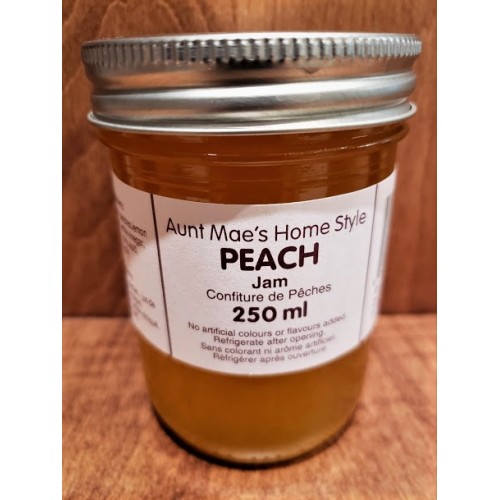 Aunt Mae's Home Style
PEACH
Jam
Confiture de Pêches
250 ml
No artificial colours or flavours added.
Refrigerate after opening.
Sans colorant ni arôme artificiel.
Réfrigérer après ouverture.